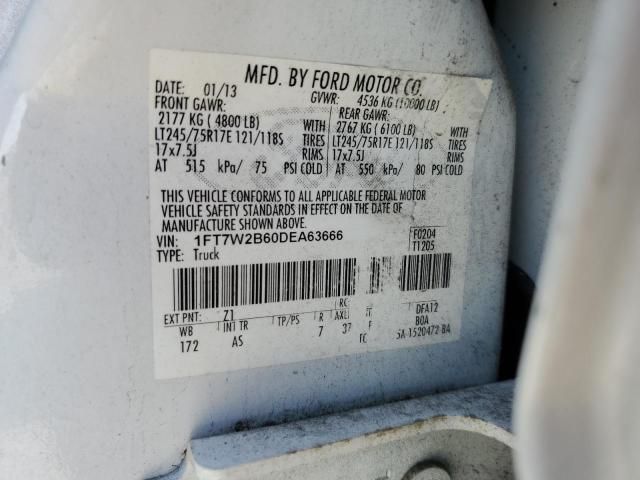 MFD. BY FORD MOTOR CO.
DATE: 01/13 GVWR: 4536 KG (10000 LB)
FRONT GAWR: REAR GAWR:
2177 KG ( 4800 LB) WITH 2767 KG ( 6100 LB) WITH
LT245/75R17E 121/118S TIRES LT245/75R17E 121/118S TIRES
17x7.5J RIMS 17x7.5J RIMS
AT 515 kPa/ 75 PSI COLD AT 550 kPa/ 80 PSI COLD
THIS VEHICLE CONFORMS TO ALL APPLICABLE FEDERAL MOTOR
VEHICLE SAFETY STANDARDS IN EFFECT ON THE DATE OF
MANUFACTURE SHOWN ABOVE.
VIN: 1FT7W2B60DEA63666 F0204
TYPE: Truck T1205
EXT PNT: Z1 RC: DFA12
WB INT TR TP/PS R AXLE BOA
172 AS 7 37 5A-1520472-BA